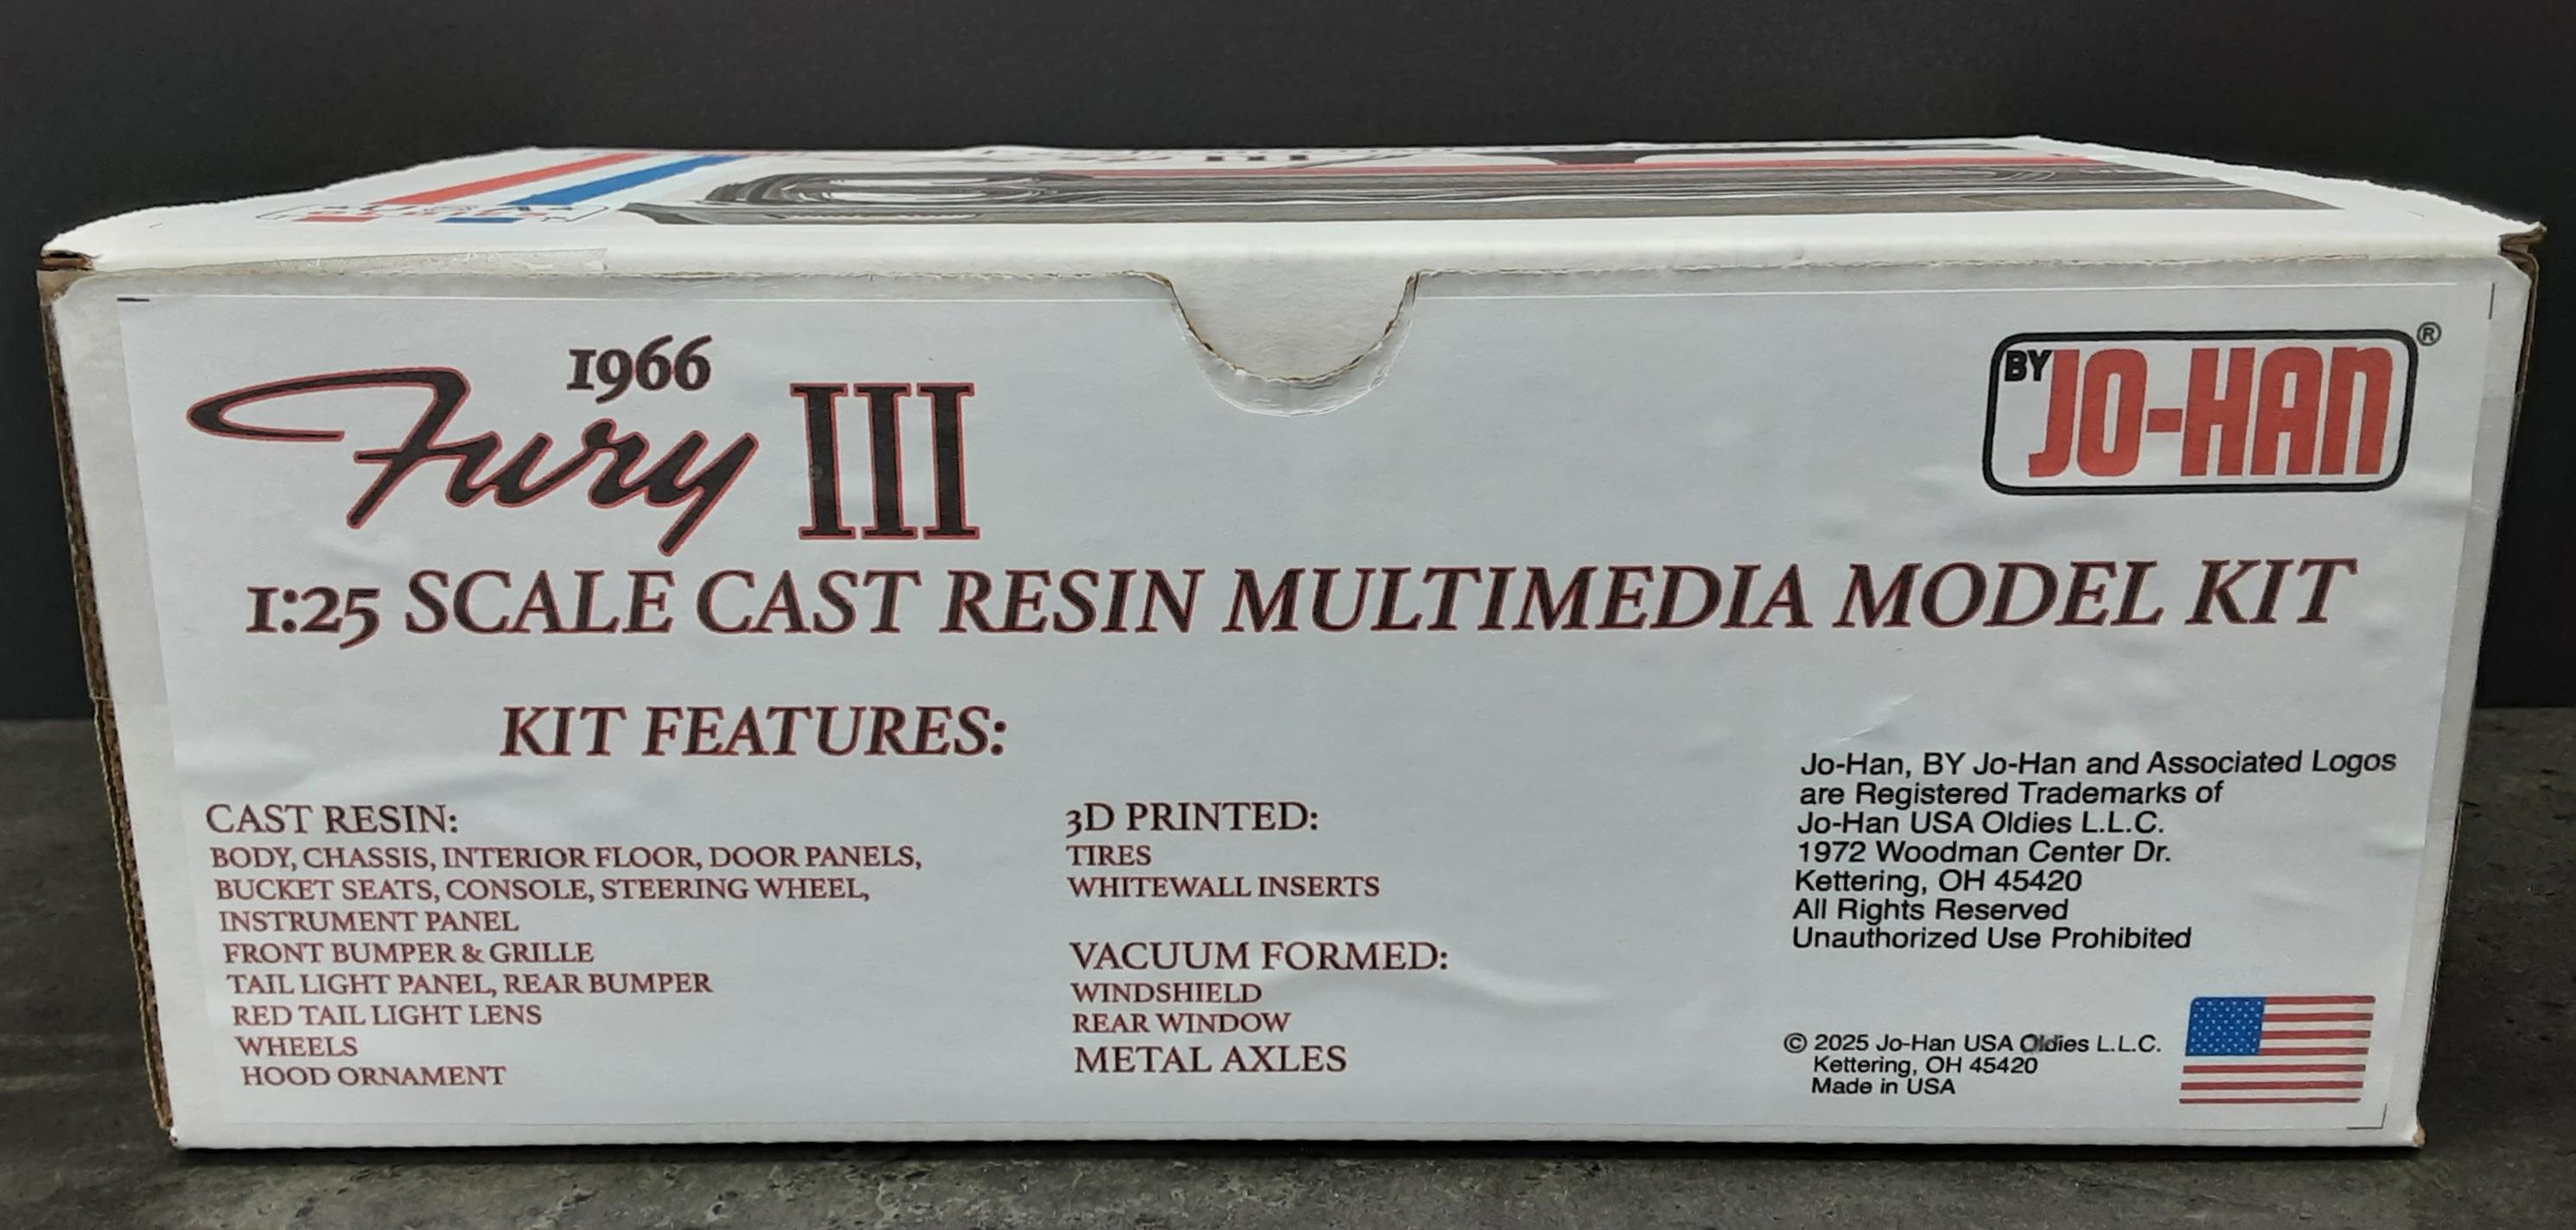 1966
Fury III
BY JO-HAN®
1:25 SCALE CAST RESIN MULTIMEDIA MODEL KIT
KIT FEATURES:
CAST RESIN:
BODY, CHASSIS, INTERIOR FLOOR, DOOR PANELS,
BUCKET SEATS, CONSOLE, STEERING WHEEL,
INSTRUMENT PANEL
FRONT BUMPER & GRILLE
TAIL LIGHT PANEL, REAR BUMPER
RED TAIL LIGHT LENS
WHEELS
HOOD ORNAMENT
3D PRINTED:
TIRES
WHITEWALL INSERTS
VACUUM FORMED:
WINDSHIELD
REAR WINDOW
METAL AXLES
Jo-Han, BY Jo-Han and Associated Logos
are Registered Trademarks of
Jo-Han USA Oldies L.L.C.
1972 Woodman Center Dr.
Kettering, OH 45420
All Rights Reserved
Unauthorized Use Prohibited
© 2025 Jo-Han USA Oldies L.L.C.
Kettering, OH 45420
Made in USA